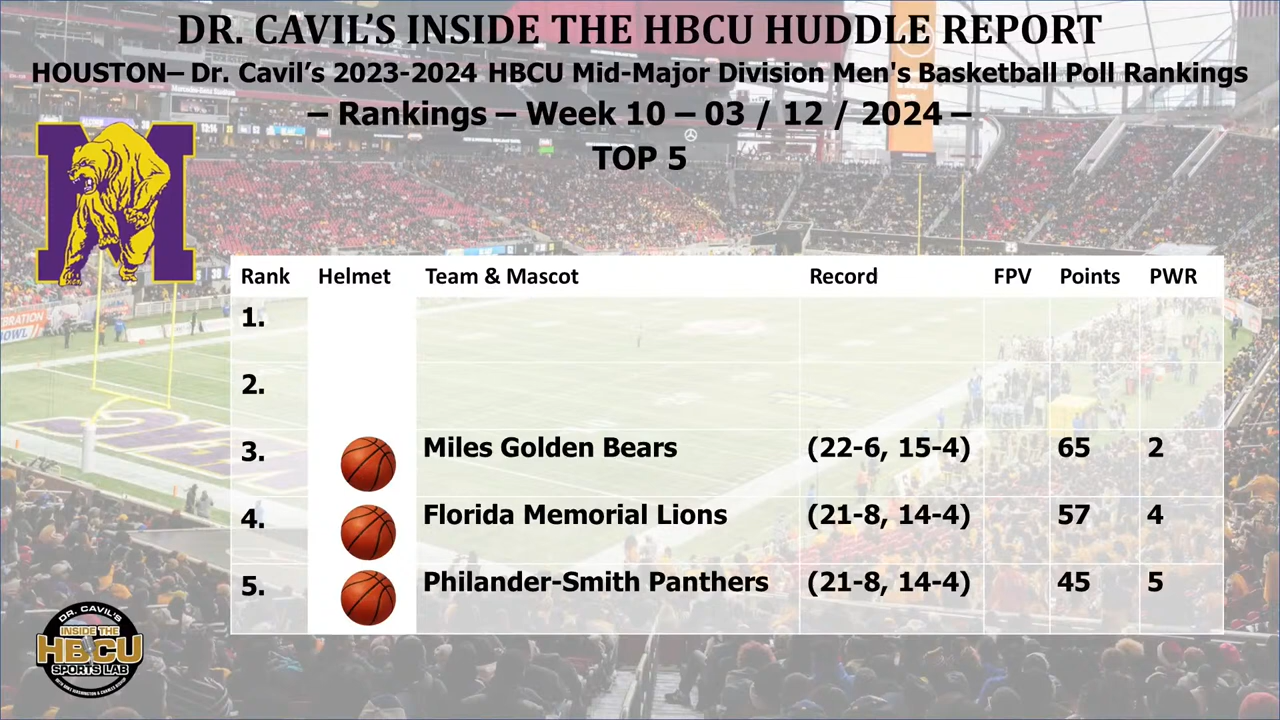 DR. CAVIL'S INSIDE THE HBCU HUDDLE REPORT
HOUSTON– Dr. Cavil's 2023-2024 HBCU Mid-Major Division Men's Basketball Poll Rankings
– Rankings – Week 10 – 03 / 12 / 2024 –
TOP 5
M
Rank Helmet Team & Mascot Record FPV Points PWR
1.
2.
3. Miles Golden Bears (22-6, 15-4) 65 2
4. Florida Memorial Lions (21-8, 14-4) 57 4
5. Philander-Smith Panthers (21-8, 14-4) 45 5
DR. CAVIL'S
INSIDE THE
HBCU
SPORTS LAB